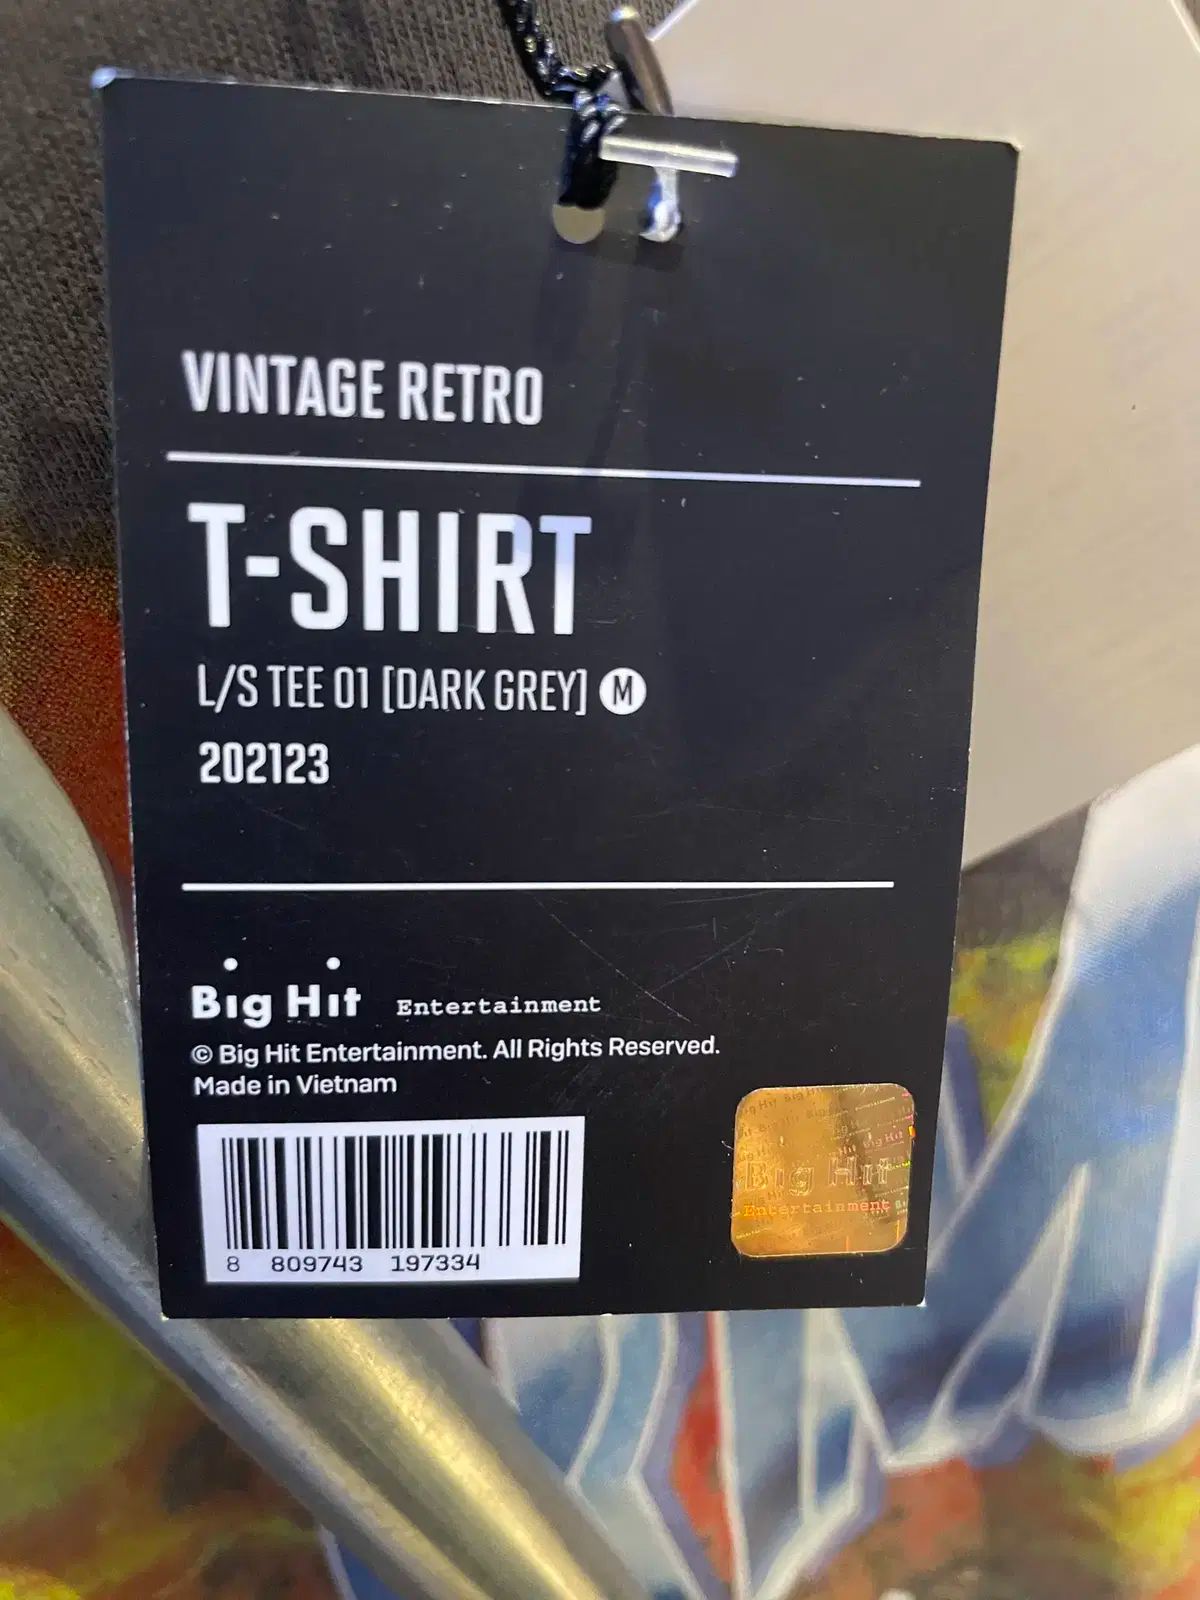 VINTAGE RETRO
T-SHIRT
L/S TEE 01 [DARK GREY] M
202123
Big Hit Entertainment
© Big Hit Entertainment. All Rights Reserved.
Made in Vietnam
8 809743 197334
Big Hit
Entertainment